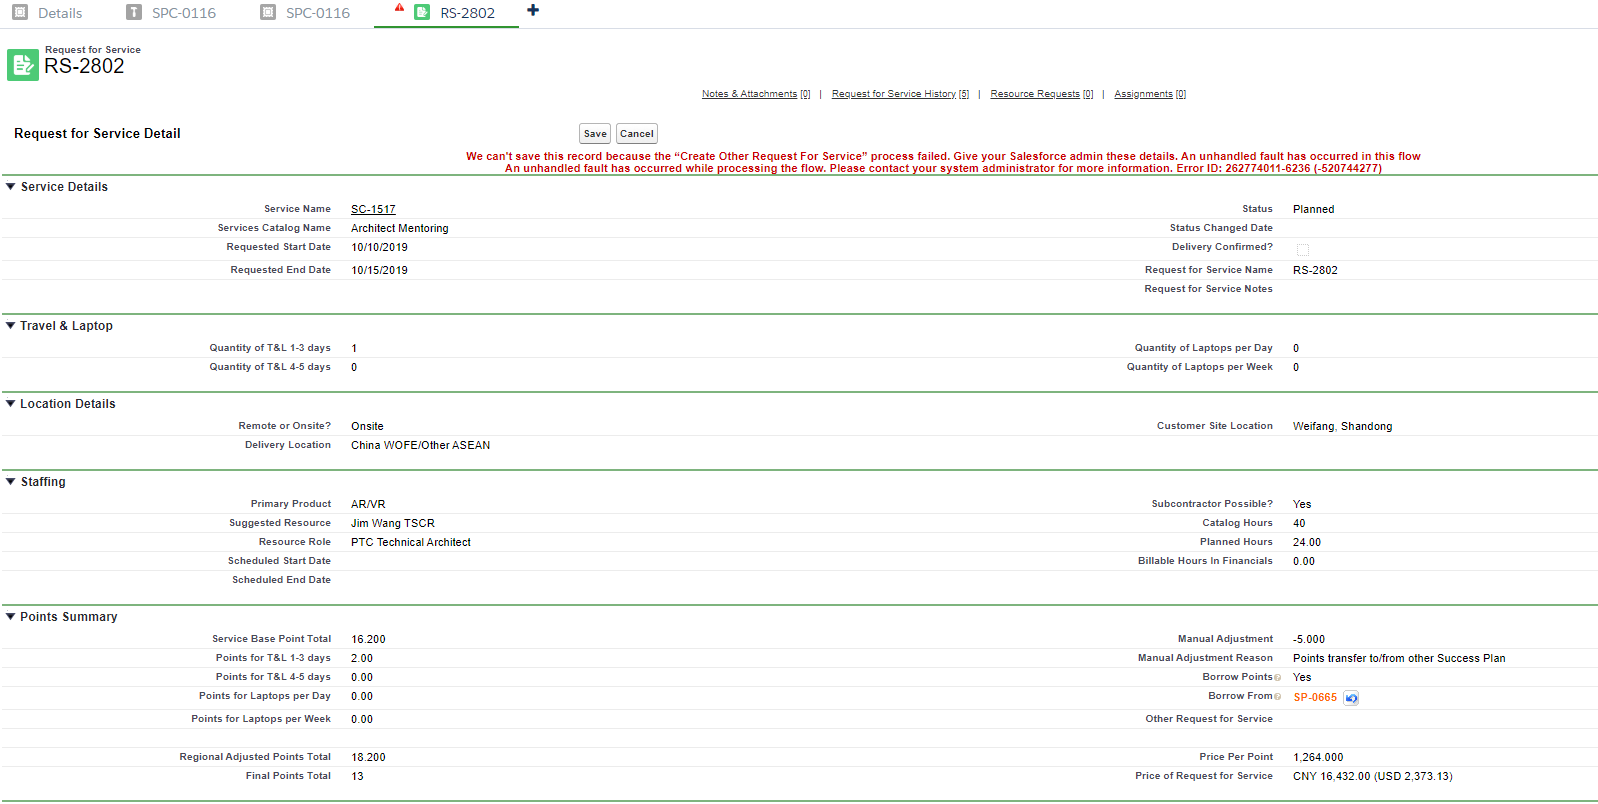 Details SPC-0116 SPC-0116 RS-2802
Request for Service
RS-2802
Notes & Attachments [0] | Request for Service History [5] | Resource Requests [0] | Assignments [0]
Request for Service Detail Save Cancel
We can't save this record because the “Create Other Request For Service” process failed. Give your Salesforce admin these details. An unhandled fault has occurred in this flow
An unhandled fault has occurred while processing the flow. Please contact your system administrator for more information. Error ID: 262774011-6236 (-520744277)
Service Details
Service Name SC-1517 Status Planned
Services Catalog Name Architect Mentoring Status Changed Date
Requested Start Date 10/10/2019 Delivery Confirmed?
Requested End Date 10/15/2019 Request for Service Name RS-2802
Request for Service Notes
Travel & Laptop
Quantity of T&L 1-3 days 1 Quantity of Laptops per Day 0
Quantity of T&L 4-5 days 0 Quantity of Laptops per Week 0
Location Details
Remote or Onsite? Onsite Customer Site Location Weifang, Shandong
Delivery Location China WOFE/Other ASEAN
Staffing
Primary Product AR/VR Subcontractor Possible? Yes
Suggested Resource Jim Wang TSCR Catalog Hours 40
Resource Role PTC Technical Architect Planned Hours 24.00
Scheduled Start Date Billable Hours In Financials 0.00
Scheduled End Date
Points Summary
Service Base Point Total 16.200 Manual Adjustment -5.000
Points for T&L 1-3 days 2.00 Manual Adjustment Reason Points transfer to/from other Success Plan
Points for T&L 4-5 days 0.00 Borrow Points ? Yes
Points for Laptops per Day 0.00 Borrow From ? SP-0665
Points for Laptops per Week 0.00 Other Request for Service
Regional Adjusted Points Total 18.200 Price Per Point 1,264.000
Final Points Total 13 Price of Request for Service CNY 16,432.00 (USD 2,373.13)